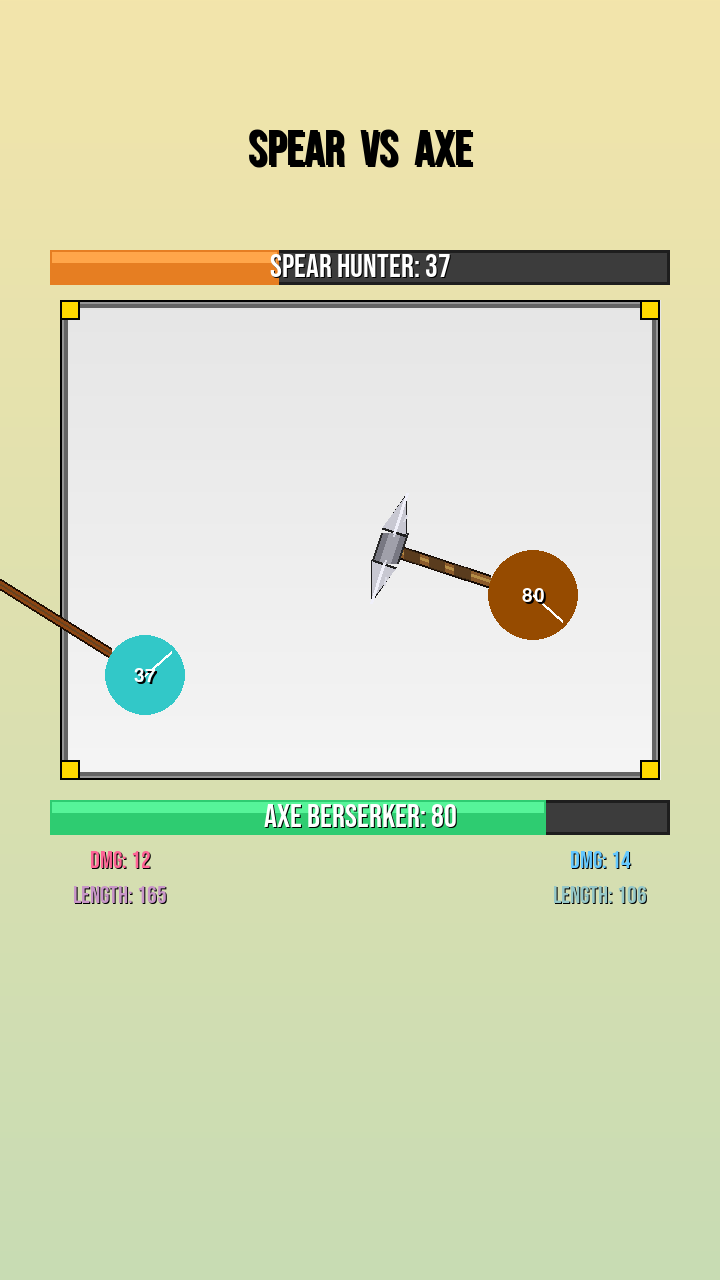 SPEAR VS AXE
SPEAR HUNTER: 37
80
37
AXE BERSERKER: 80
DMG: 12
DMG: 14
LENGTH: 165
LENGTH: 106